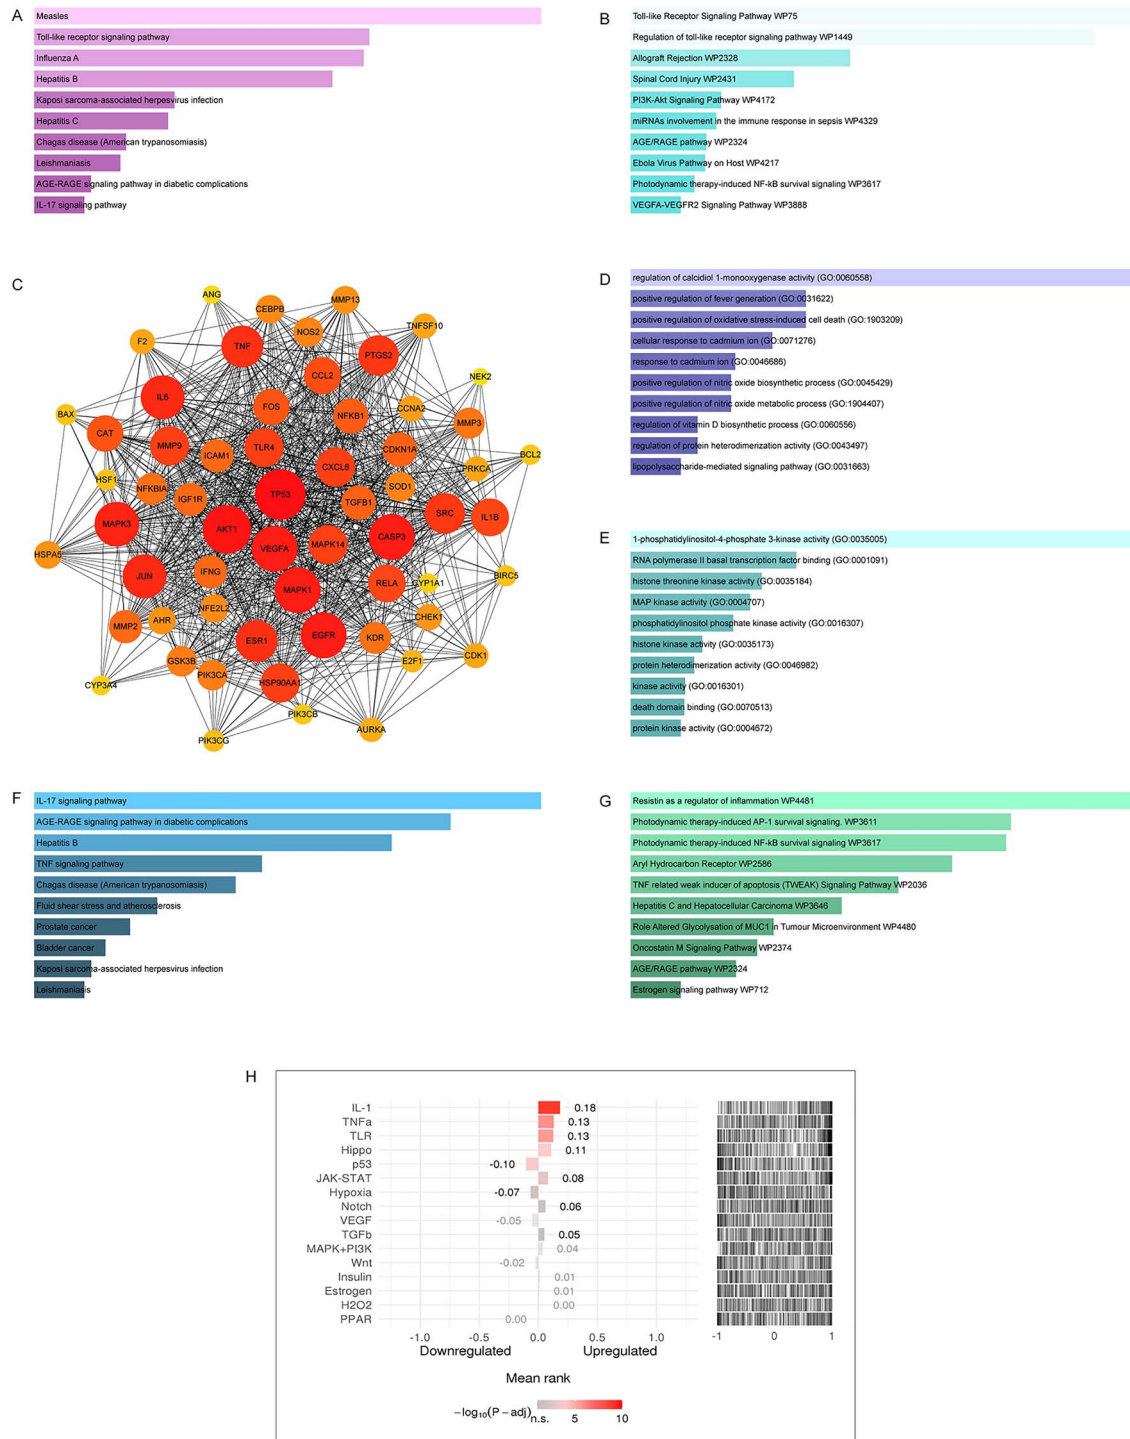 A
Measles
Toll-like receptor signaling pathway
Influenza A
Hepatitis B
Kaposi sarcoma-associated herpesvirus infection
Hepatitis C
Chagas disease (American trypanosomiasis)
Leishmaniasis
AGE-RAGE signaling pathway in diabetic complications
IL-17 signaling pathway
B
Toll-like Receptor Signaling Pathway WP75
Regulation of toll-like receptor signaling pathway WP1449
Allograft Rejection WP2328
Spinal Cord Injury WP2431
PI3K-Akt Signaling Pathway WP4172
miRNAs involvement in the immune response in sepsis WP4329
AGE/RAGE pathway WP2324
Ebola Virus Pathway on Host WP4217
Photodynamic therapy-induced NF-kB survival signaling WP3617
VEGFA-VEGFR2 Signaling Pathway WP3888
C
ANG
MMP13
CEBPB
TNFSF10
NOS2
F2
TNF
PTGS2
CCL2
NEK2
IL6
FOS
CCNA2
BAX
NFKB1
MMP3
CAT
MMP9
TLR4
CDKN1A
BCL2
ICAM1
CXCL8
PRKCA
HSF1
NFKBIA
SOD1
TP53
IGF1R
TGFB1
MAPK3
SRC
IL1B
AKT1
CASP3
VEGFA
MAPK14
HSPA5
JUN
IFNG
BIRC5
RELA
CYP1A1
MAPK1
NFE2L2
CHEK1
AHR
MMP2
EGFR
KDR
ESR1
CDK1
GSK3B
E2F1
PIK3CA
HSP90AA1
CYP3A4
PIK3CB
AURKA
PIK3CG
D
regulation of calcidiol 1-monooxygenase activity (GO:0060558)
positive regulation of fever generation (GO:0031622)
positive regulation of oxidative stress-induced cell death (GO:1903209)
cellular response to cadmium ion (GO:0071276)
response to cadmium ion (GO:0046686)
positive regulation of nitric oxide biosynthetic process (GO:0045429)
positive regulation of nitric oxide metabolic process (GO:1904407)
regulation of vitamin D biosynthetic process (GO:0060556)
regulation of protein heterodimerization activity (GO:0043497)
lipopolysaccharide-mediated signaling pathway (GO:0031663)
E
1-phosphatidylinositol-4-phosphate 3-kinase activity (GO:0035005)
RNA polymerase II basal transcription factor binding (GO:0001091)
histone threonine kinase activity (GO:0035184)
MAP kinase activity (GO:0004707)
phosphatidylinositol phosphate kinase activity (GO:0016307)
histone kinase activity (GO:0035173)
protein heterodimerization activity (GO:0046982)
kinase activity (GO:0016301)
death domain binding (GO:0070513)
protein kinase activity (GO:0004672)
F
IL-17 signaling pathway
AGE-RAGE signaling pathway in diabetic complications
Hepatitis B
TNF signaling pathway
Chagas disease (American trypanosomiasis)
Fluid shear stress and atherosclerosis
Prostate cancer
Bladder cancer
Kaposi sarcoma-associated herpesvirus infection
Leishmaniasis
G
Resistin as a regulator of inflammation WP4481
Photodynamic therapy-induced AP-1 survival signaling. WP3611
Photodynamic therapy-induced NF-kB survival signaling WP3617
Aryl Hydrocarbon Receptor WP2586
TNF related weak inducer of apoptosis (TWEAK) Signaling Pathway WP2036
Hepatitis C and Hepatocellular Carcinoma WP3646
Role Altered Glycolysation of MUC1 in Tumour Microenvironment WP4480
Oncostatin M Signaling Pathway WP2374
AGE/RAGE pathway WP2324
Estrogen signaling pathway WP712
H
IL-1 0.18
TNFa 0.13
TLR 0.13
Hippo 0.11
p53 -0.10
JAK-STAT 0.08
Hypoxia -0.07
Notch 0.06
VEGF -0.05
TGFb 0.05
MAPK+PI3K 0.04
Wnt -0.02
Insulin 0.01
Estrogen 0.01
H2O2 0.00
PPAR 0.00
-1.0 -0.5 0.0 0.5 1.0 -1 0 1
Downregulated Upregulated
Mean rank
−log10(P−adj) n.s. 5 10